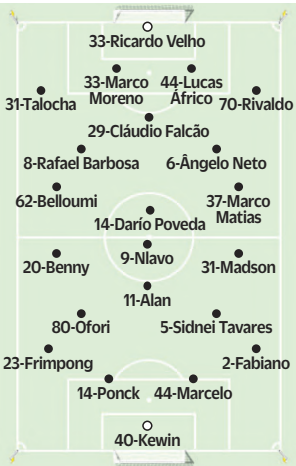 33-Ricardo Velho
33-Marco
Moreno
44-Lucas
Áfrico
31-Talocha
70-Rivaldo
29-Cláudio Falcão
8-Rafael Barbosa
6-Ângelo Neto
62-Belloumi
37-Marco
Matias
14-Darío Poveda
9-Nlavo
20-Benny
31-Madson
11-Alan
80-Ofori
5-Sidnei Tavares
23-Frimpong
2-Fabiano
14-Ponck
44-Marcelo
40-Kewin